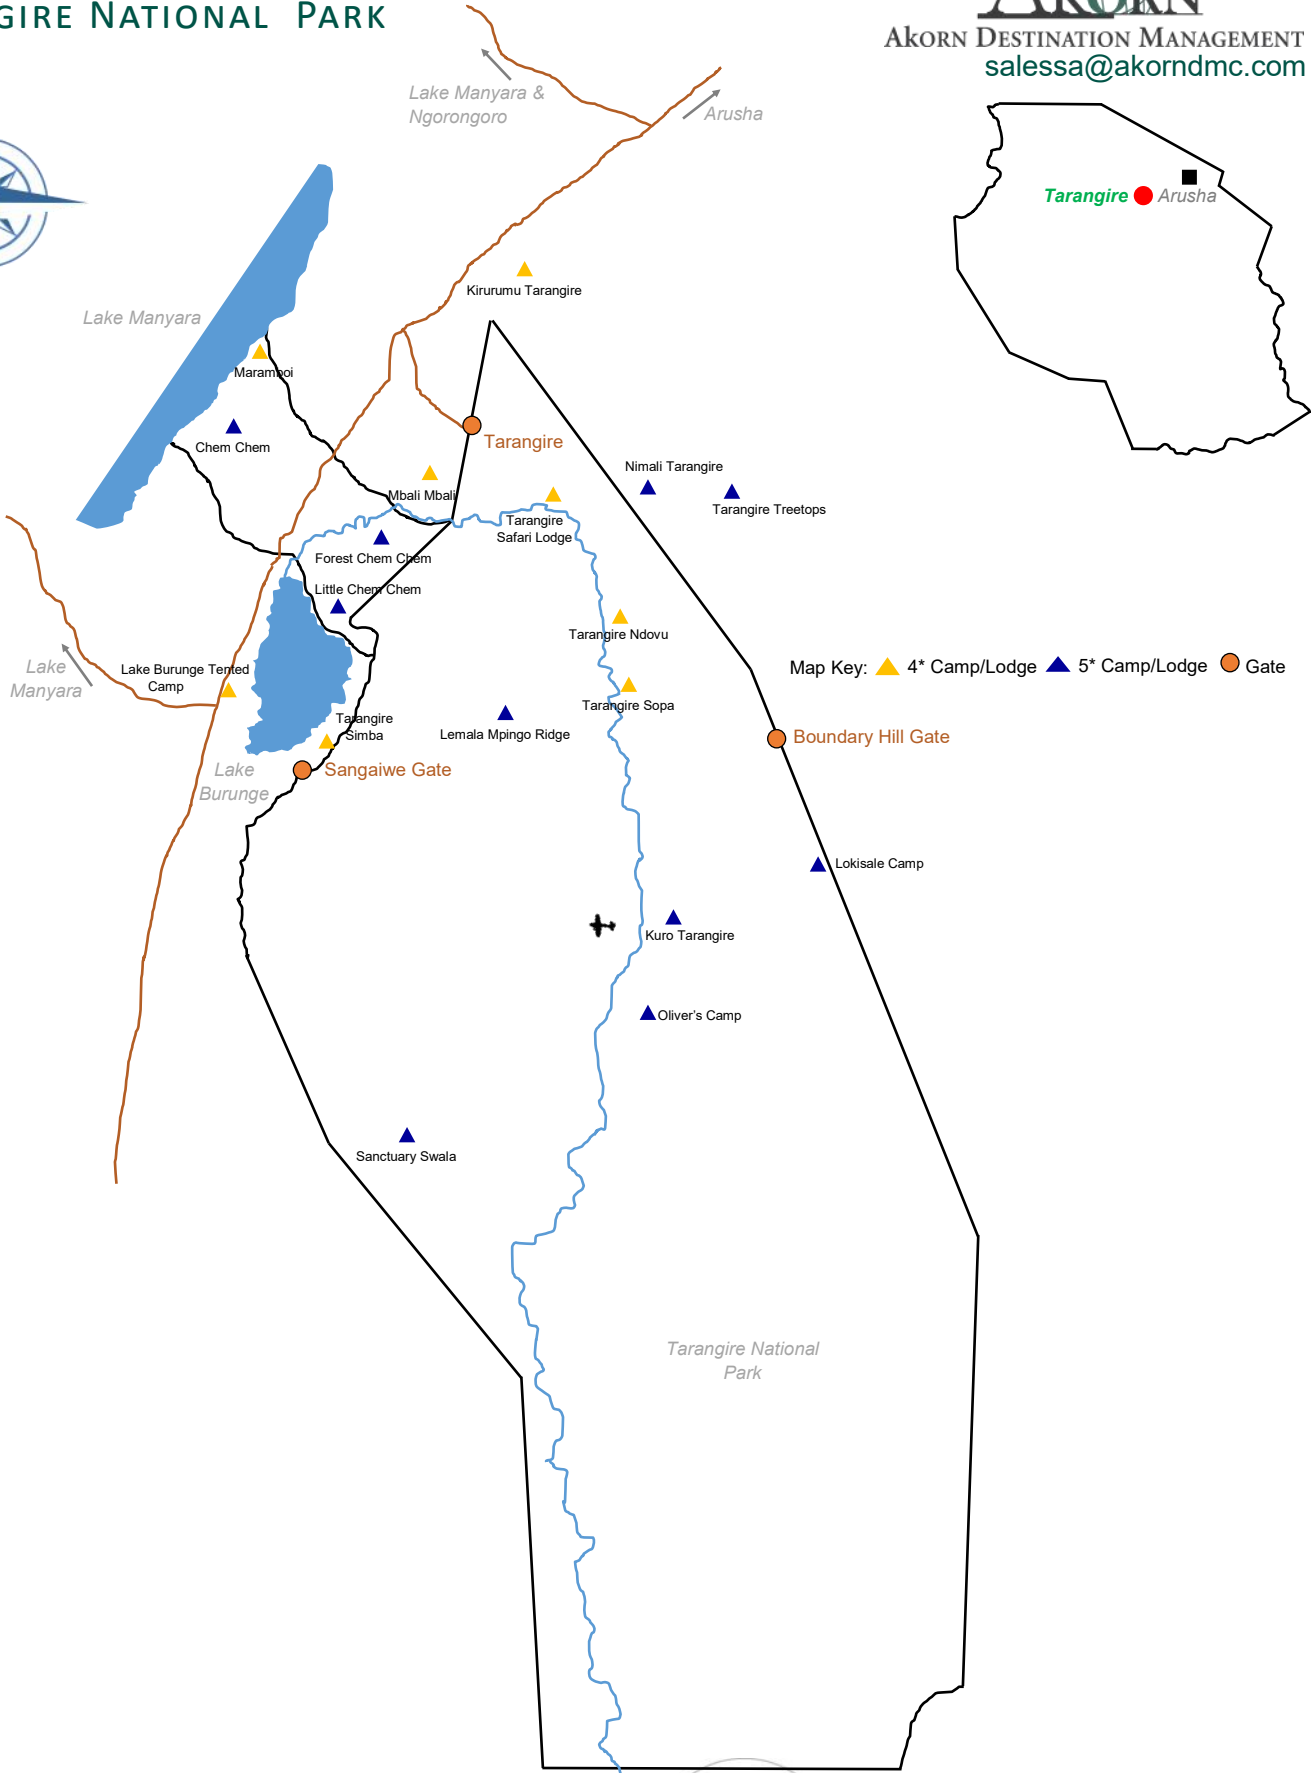 GIRE NATIONAL PARK
AKORN DESTINATION MANAGEMENT
salessa@akorndmc.com
Lake Manyara &
Ngorongoro
Arusha
Tarangire
Arusha
Kirurumu Tarangire
Lake Manyara
Maramboi
Chem Chem
Tarangire
Mbali Mbali
Nimali Tarangire
Tarangire Treetops
Tarangire
Safari Lodge
Forest Chem Chem
Little Chem Chem
Tarangire Ndovu
Lake
Manyara
Lake Burunge Tented
Camp
Map Key:
4* Camp/Lodge
5* Camp/Lodge
Gate
Tarangire Sopa
Tarangire
Simba
Lemala Mpingo Ridge
Boundary Hill Gate
Lake
Burunge
Sangaiwe Gate
Lokisale Camp
Kuro Tarangire
Oliver's Camp
Sanctuary Swala
Tarangire National
Park